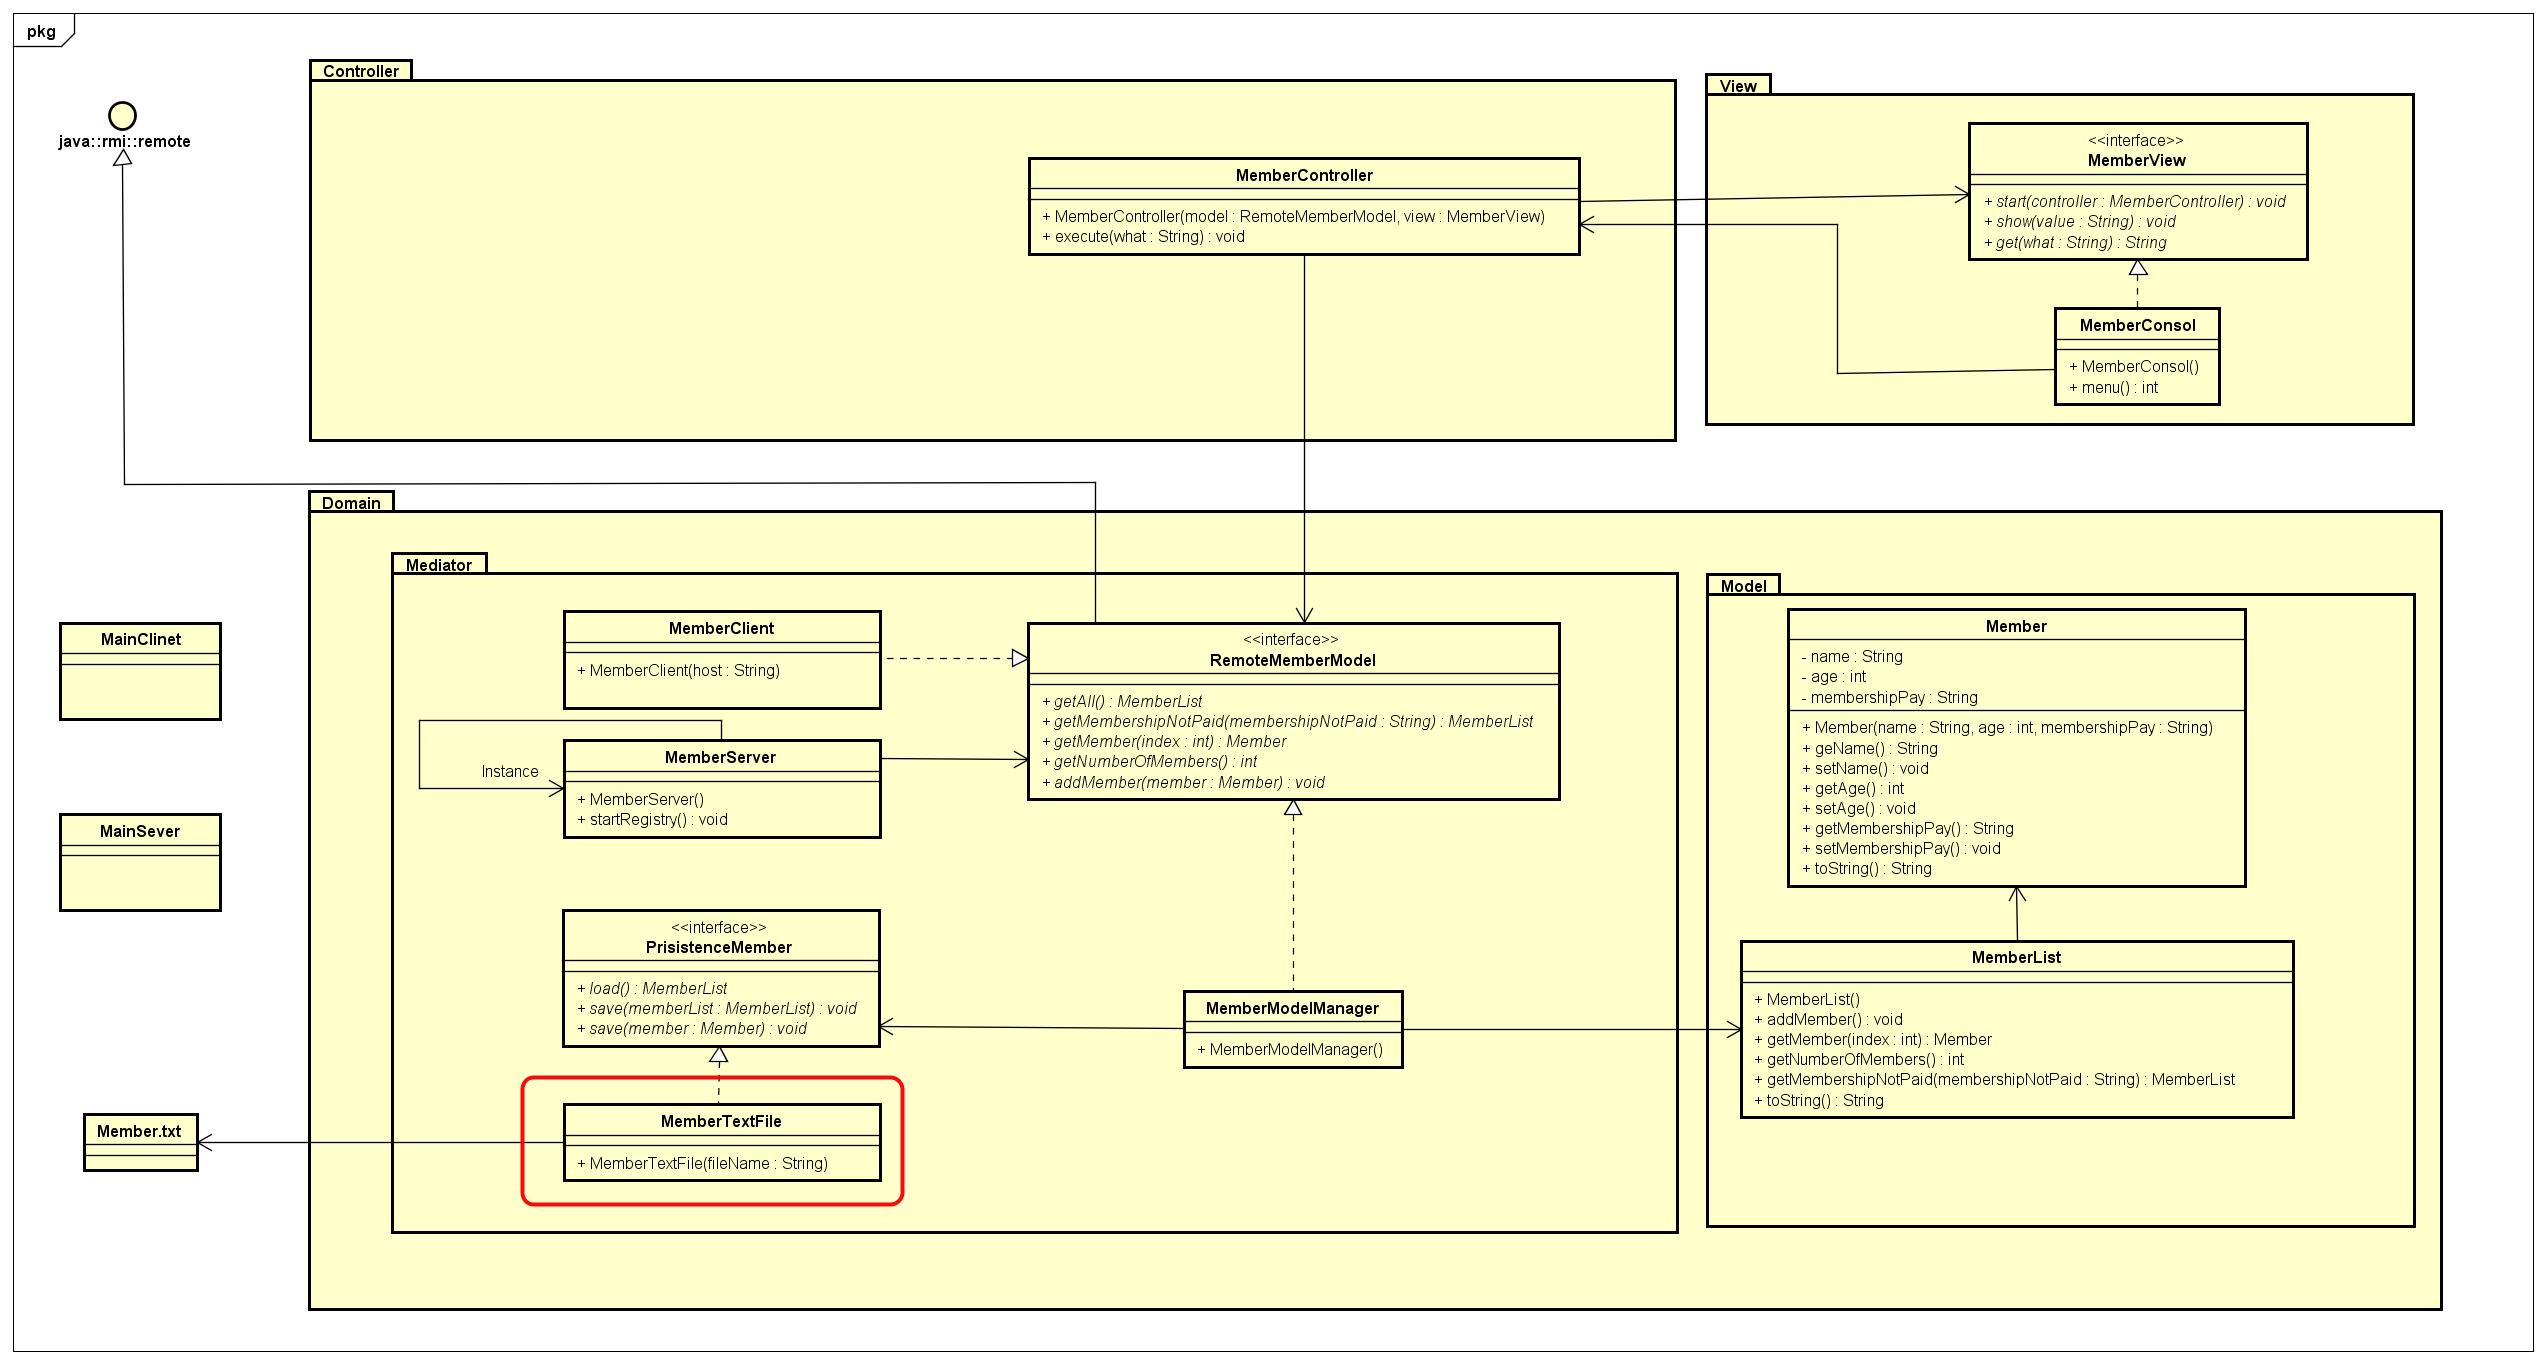 pkg
Controller
View
java::rmi::remote
MemberController
+ MemberController(model : RemoteMemberModel, view : MemberView)
+ execute(what : String) : void
<<interface>>
MemberView
+ start(controller : MemberController) : void
+ show(value : String) : void
+ get(what : String) : String
MemberConsol
+ MemberConsol()
+ menu() : int
Domain
Mediator
Model
MainClinet
MainSever
Member.txt
MemberClient
+ MemberClient(host : String)
Instance
MemberServer
+ MemberServer()
+ startRegistry() : void
<<interface>>
RemoteMemberModel
+ getAll() : MemberList
+ getMembershipNotPaid(membershipNotPaid : String) : MemberList
+ getMember(index : int) : Member
+ getNumberOfMembers() : int
+ addMember(member : Member) : void
<<interface>>
PrisistenceMember
+ load() : MemberList
+ save(memberList : MemberList) : void
+ save(member : Member) : void
MemberModelManager
+ MemberModelManager()
MemberTextFile
+ MemberTextFile(fileName : String)
Member
- name : String
- age : int
- membershipPay : String
+ Member(name : String, age : int, membershipPay : String)
+ geName() : String
+ setName() : void
+ getAge() : int
+ setAge() : void
+ getMembershipPay() : String
+ setMembershipPay() : void
+ toString() : String
MemberList
+ MemberList()
+ addMember() : void
+ getMember(index : int) : Member
+ getNumberOfMembers() : int
+ getMembershipNotPaid(membershipNotPaid : String) : MemberList
+ toString() : String